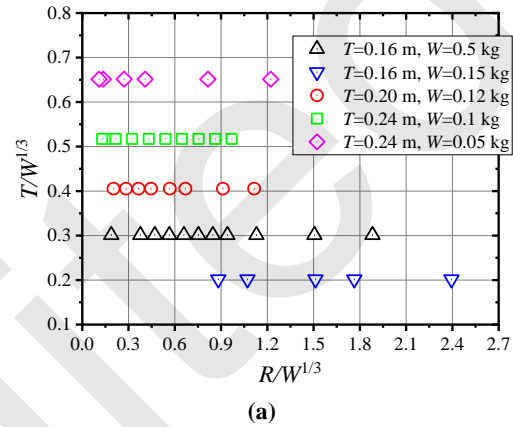 0.8
0.7
0.6
0.5
0.4
0.3
0.2
0.1
T/W^{1/3}
T=0.16 m, W=0.5 kg
T=0.16 m, W=0.15 kg
T=0.20 m, W=0.12 kg
T=0.24 m, W=0.1 kg
T=0.24 m, W=0.05 kg
0.0 0.3 0.6 0.9 1.2 1.5 1.8 2.1 2.4 2.7
R/W^{1/3}
(a)